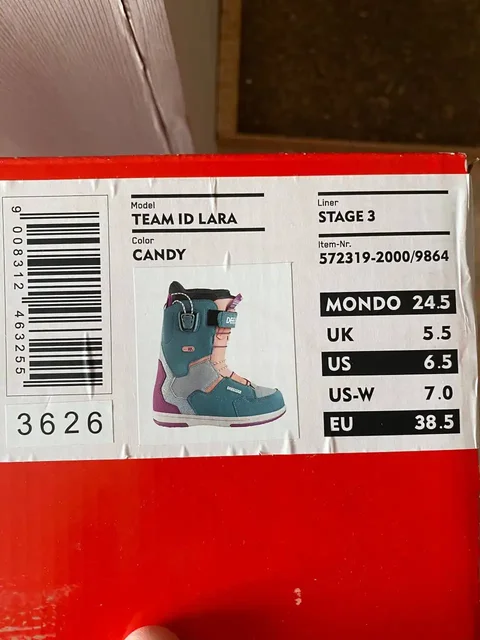 9 008312 463255
3626
Model
TEAM ID LARA
Color
CANDY
Liner
STAGE 3
Item-Nr.
572319-2000/9864
MONDO 24.5
UK 5.5
US 6.5
US-W 7.0
EU 38.5